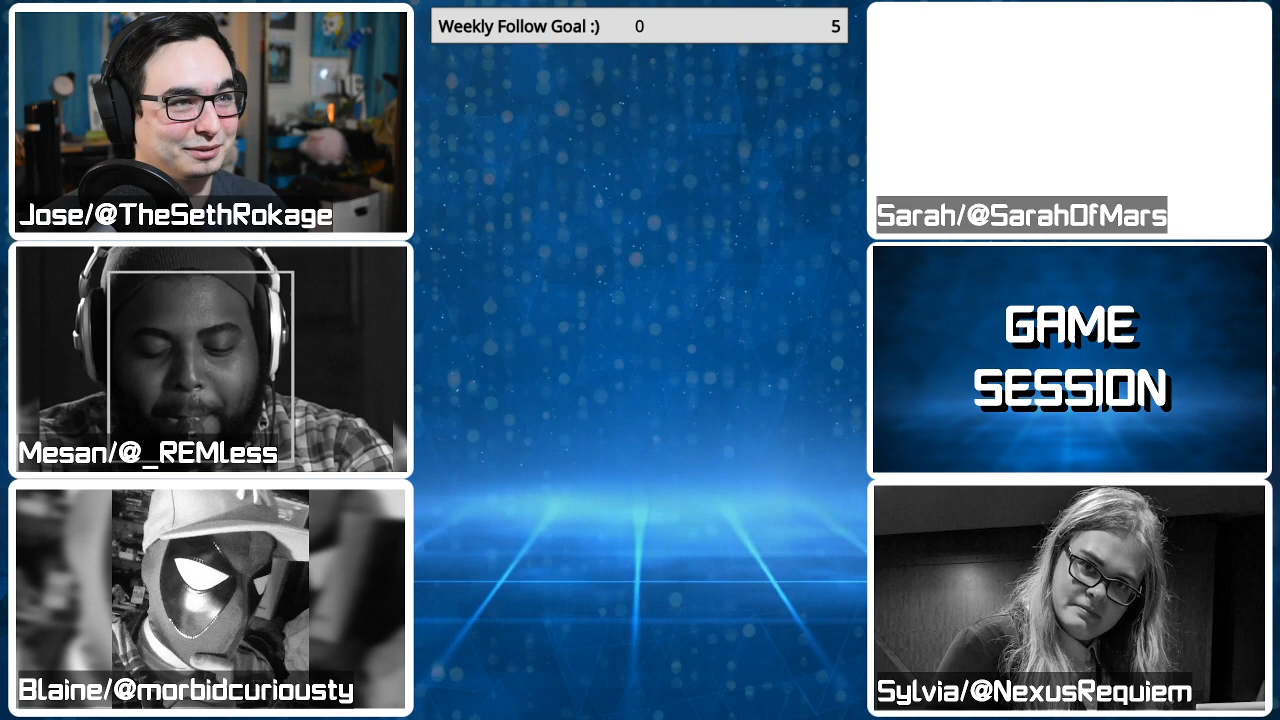 Weekly Follow Goal :) 0 5
Jose/@TheSethRokage
Sarah/@SarahOfMars
Mesan/@_REMless
GAME
SESSION
Blaine/@morbidcuriousty
Sylvia/@NexusRequiem